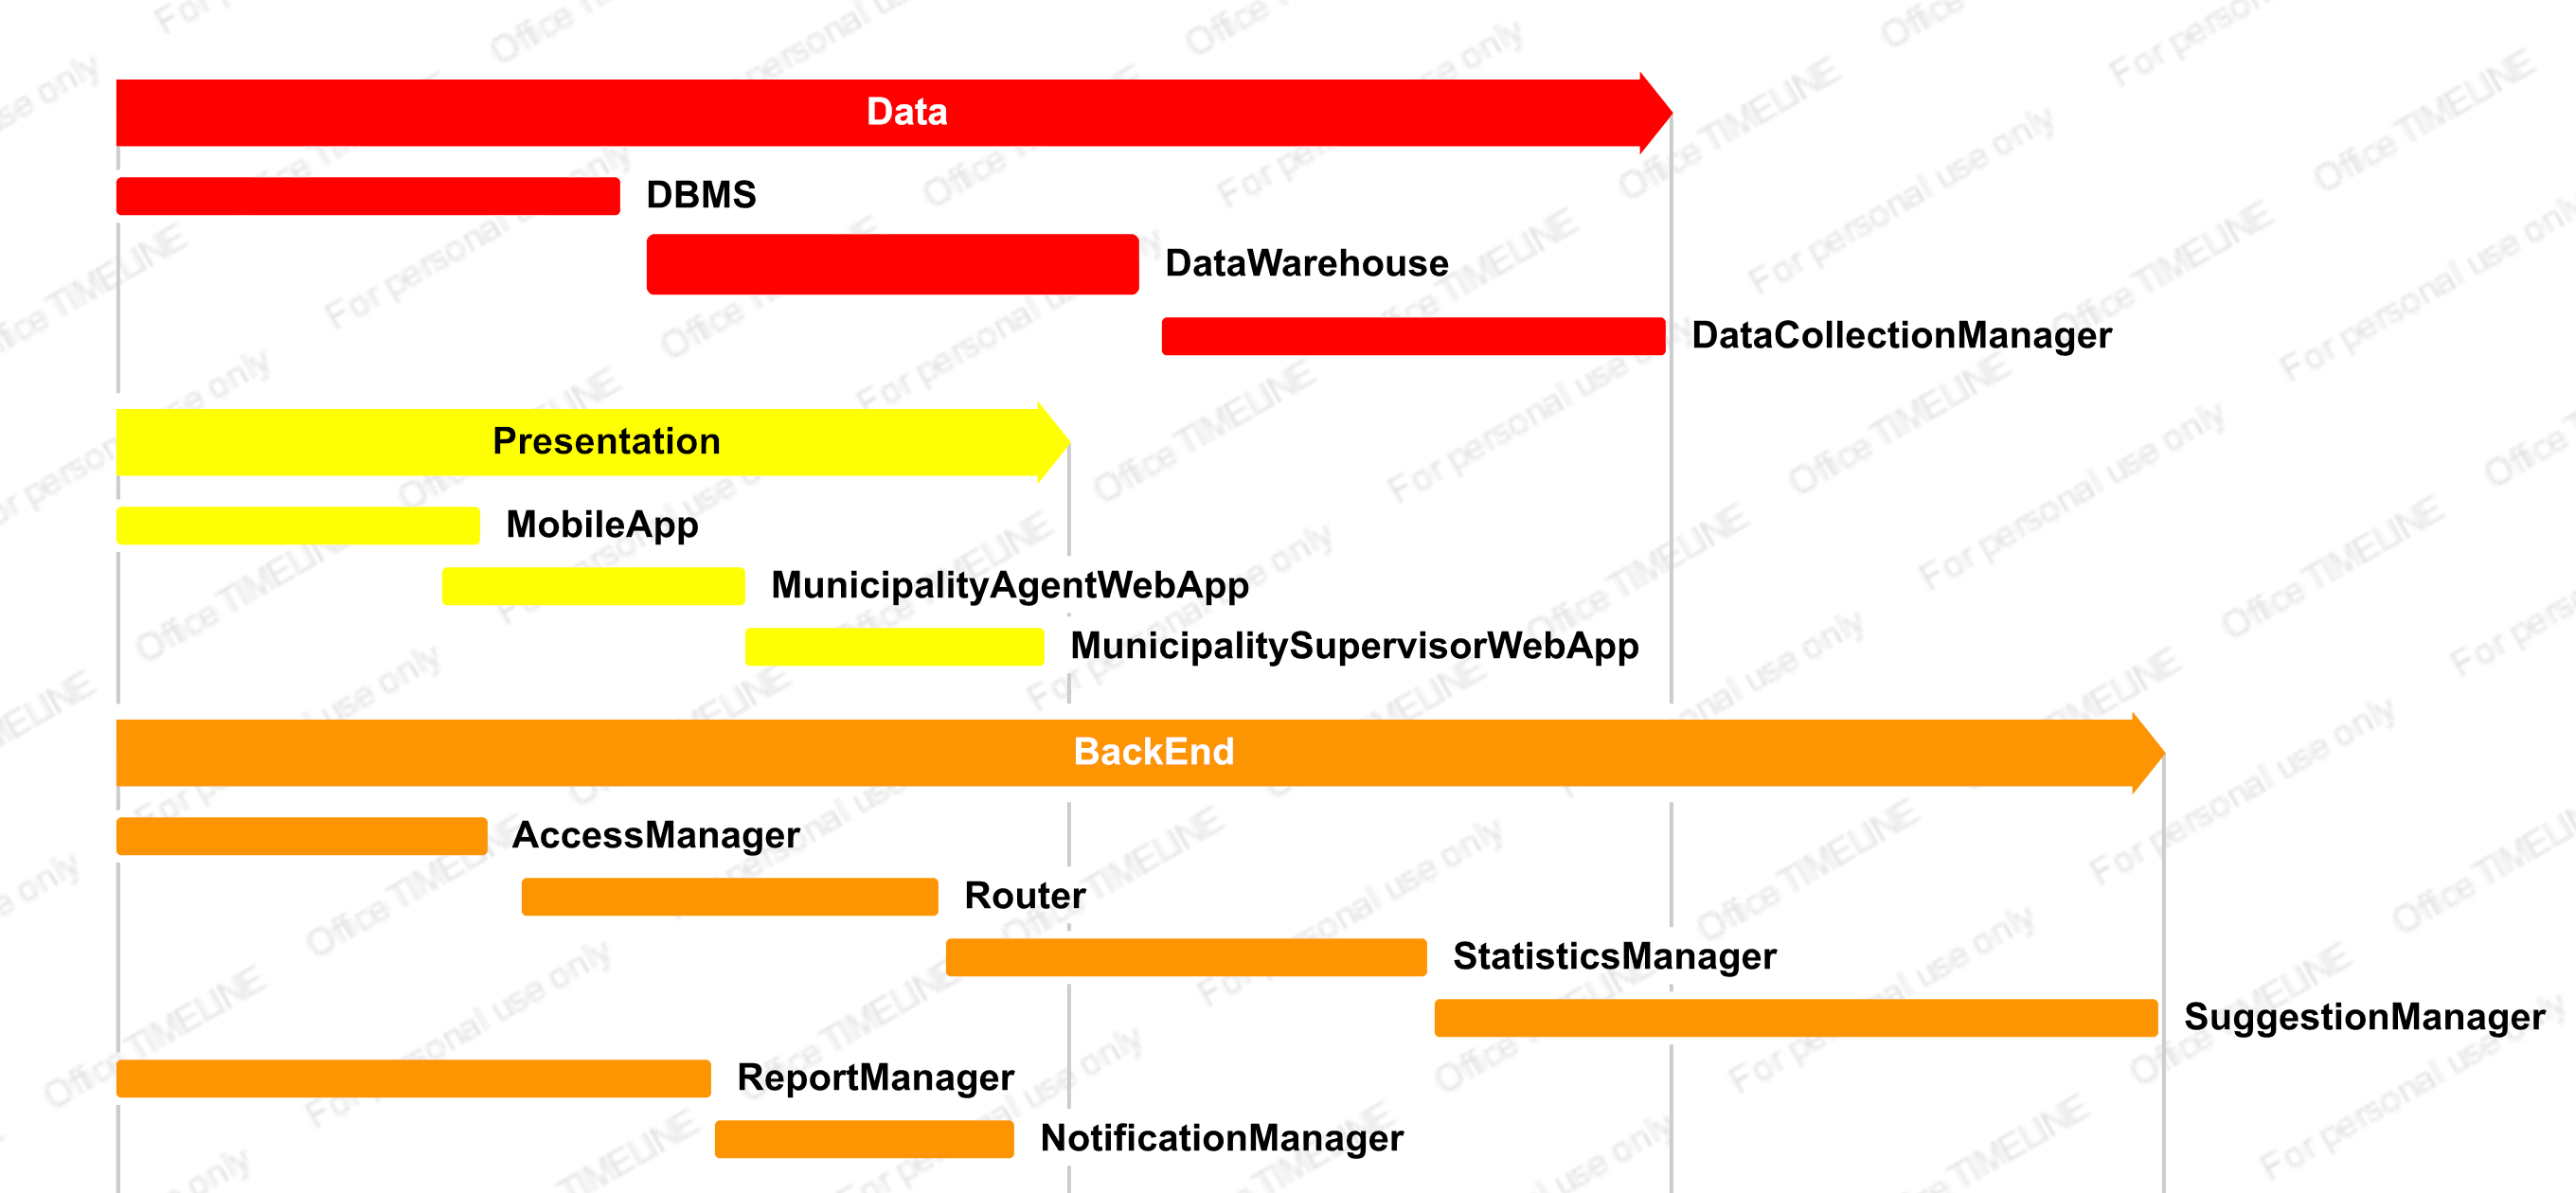 Data
DBMS
DataWarehouse
DataCollectionManager
Presentation
MobileApp
MunicipalityAgentWebApp
MunicipalitySupervisorWebApp
BackEnd
AccessManager
Router
StatisticsManager
SuggestionManager
ReportManager
NotificationManager
Office TIMELINE
For personal use only